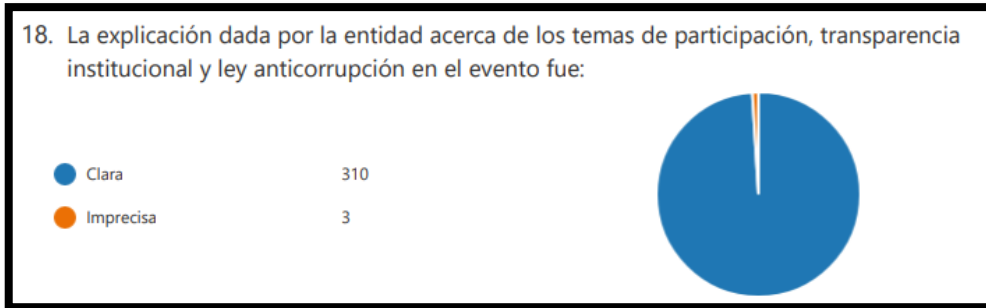 18. La explicación dada por la entidad acerca de los temas de participación, transparencia
institucional y ley anticorrupción en el evento fue:
Clara 310
Imprecisa 3